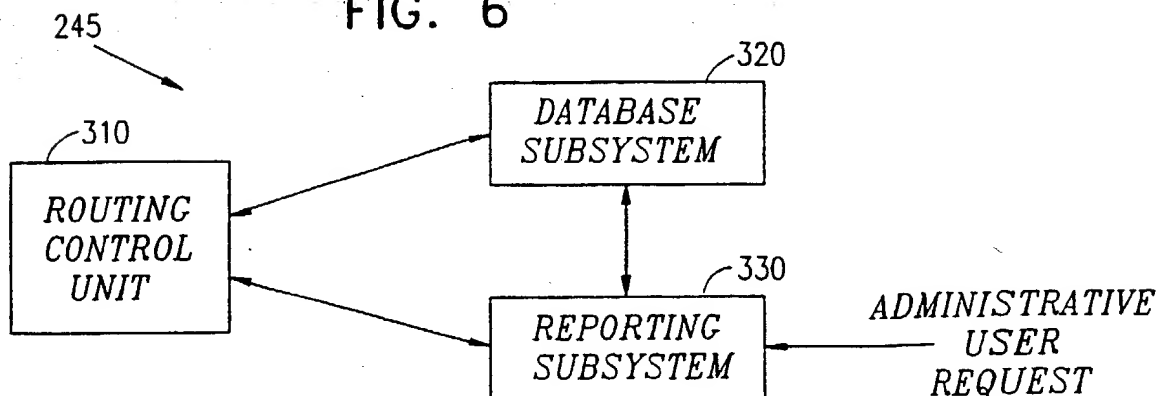 FIG. 6
245
320
DATABASE
SUBSYSTEM
310
ROUTING
CONTROL
UNIT
330
REPORTING
SUBSYSTEM
ADMINISTRATIVE
USER
REQUEST